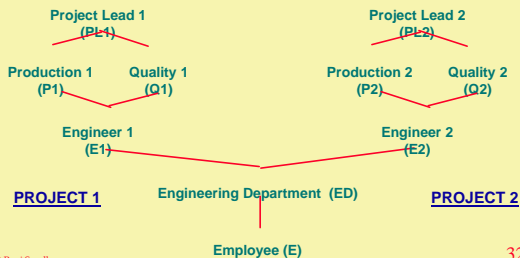 Project Lead 1
(PL1)
Project Lead 2
(PL2)
Production 1
(P1)
Quality 1
(Q1)
Production 2
(P2)
Quality 2
(Q2)
Engineer 1
(E1)
Engineer 2
(E2)
PROJECT 1
Engineering Department (ED)
PROJECT 2
Employee (E)